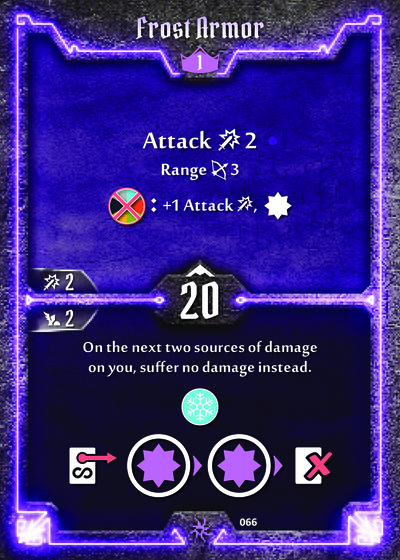 Frost Armor
1
Attack 2
Range 3
: +1 Attack ,
2
20
2
On the next two sources of damage
on you, suffer no damage instead.
066